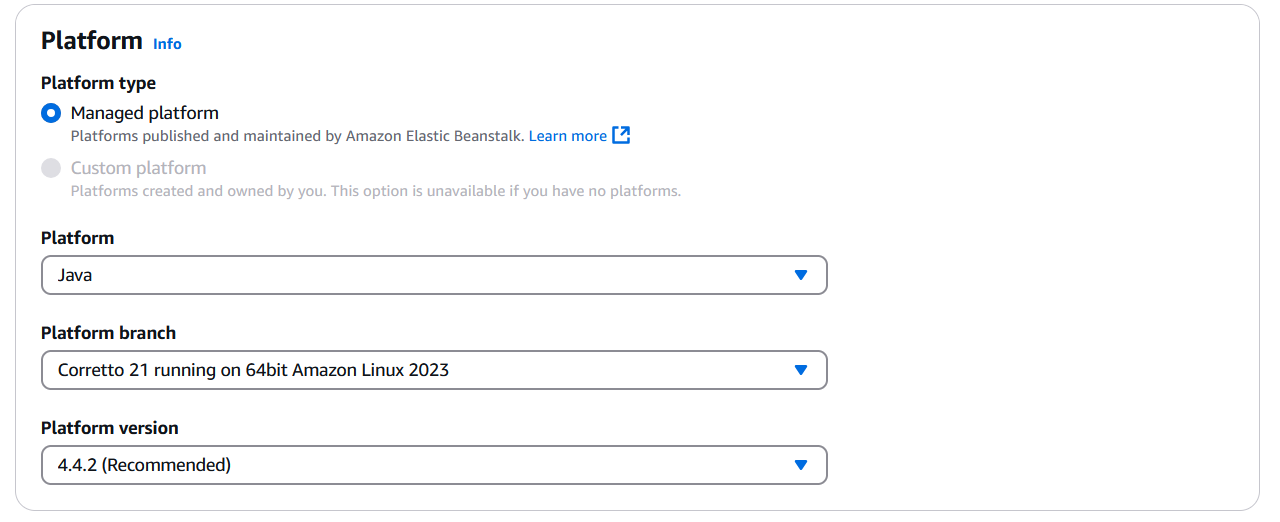 Platform Info
Platform type
Managed platform
Platforms published and maintained by Amazon Elastic Beanstalk. Learn more
Custom platform
Platforms created and owned by you. This option is unavailable if you have no platforms.
Platform
Java
Platform branch
Corretto 21 running on 64bit Amazon Linux 2023
Platform version
4.4.2 (Recommended)